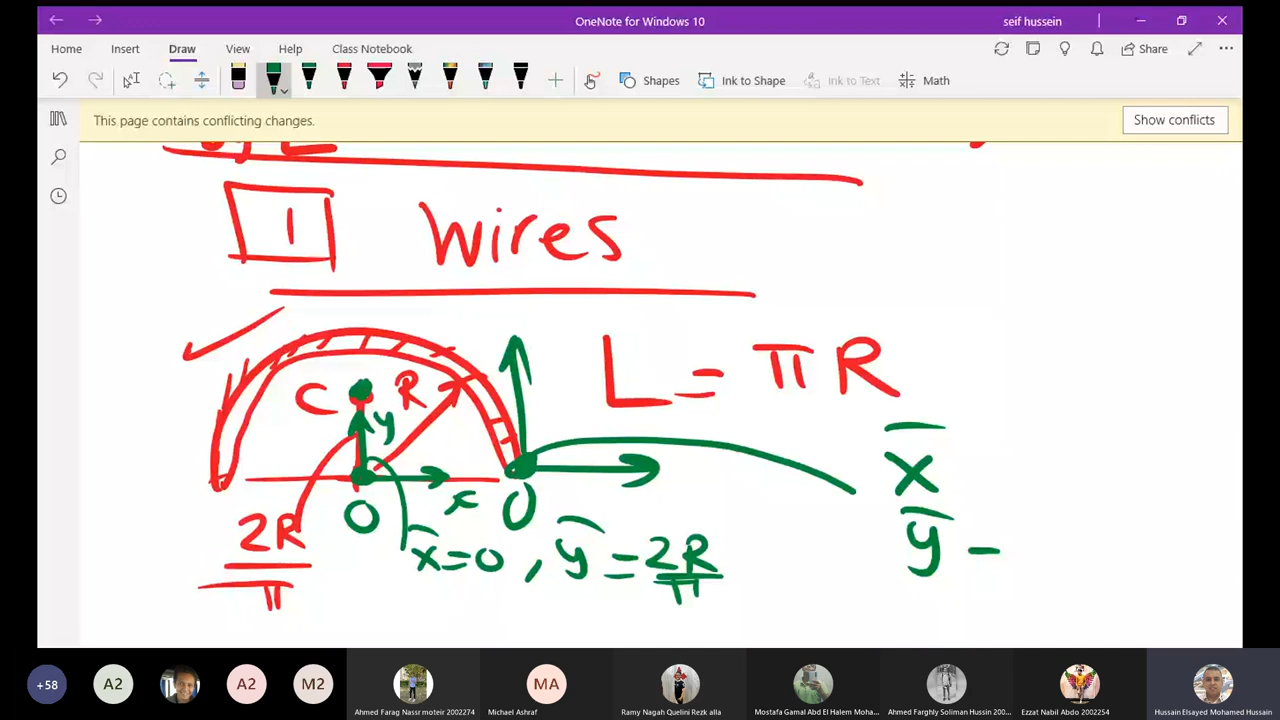 OneNote for Windows 10
seif hussein
Home Insert Draw View Help Class Notebook
Share
Shapes Ink to Shape Ink to Text Math
This page contains conflicting changes.
Show conflicts
1 Wires
L = πR
C R
y
x
O O
2R/π
x̄=0, ȳ=2R/π
x̄
ȳ =
+58 A2 A2 M2 MA
Ahmed Farag Nassr moteir 2002274
Michael Ashraf
Ramy Nagah Quelini Rezk alla
Mostafa Gamal Abd El Halem Moha...
Ahmed Farghly Soliman Hussin 200...
Ezzat Nabil Abdo 2002254
Hussain Elsayed Mohamed Hussain